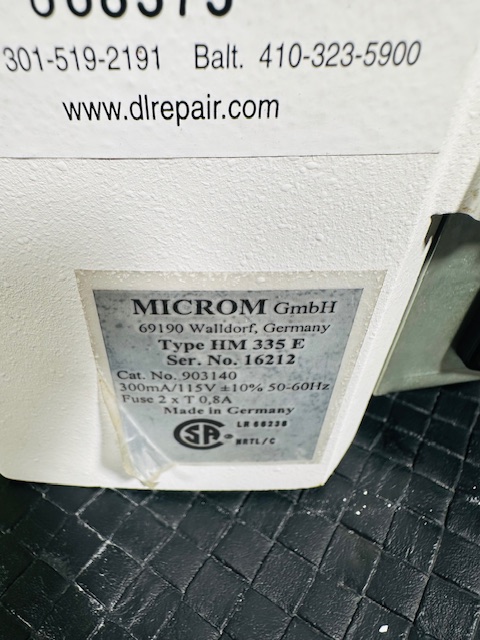 301-519-2191 Balt. 410-323-5900
www.dlrepair.com
MICROM GmbH
69190 Walldorf, Germany
Type HM 335 E
Ser. No. 16212
Cat. No. 903140
300mA/115V ±10% 50-60Hz
Fuse 2 x T 0,8A
Made in Germany
LR 66238
SA ®
NRTL/C